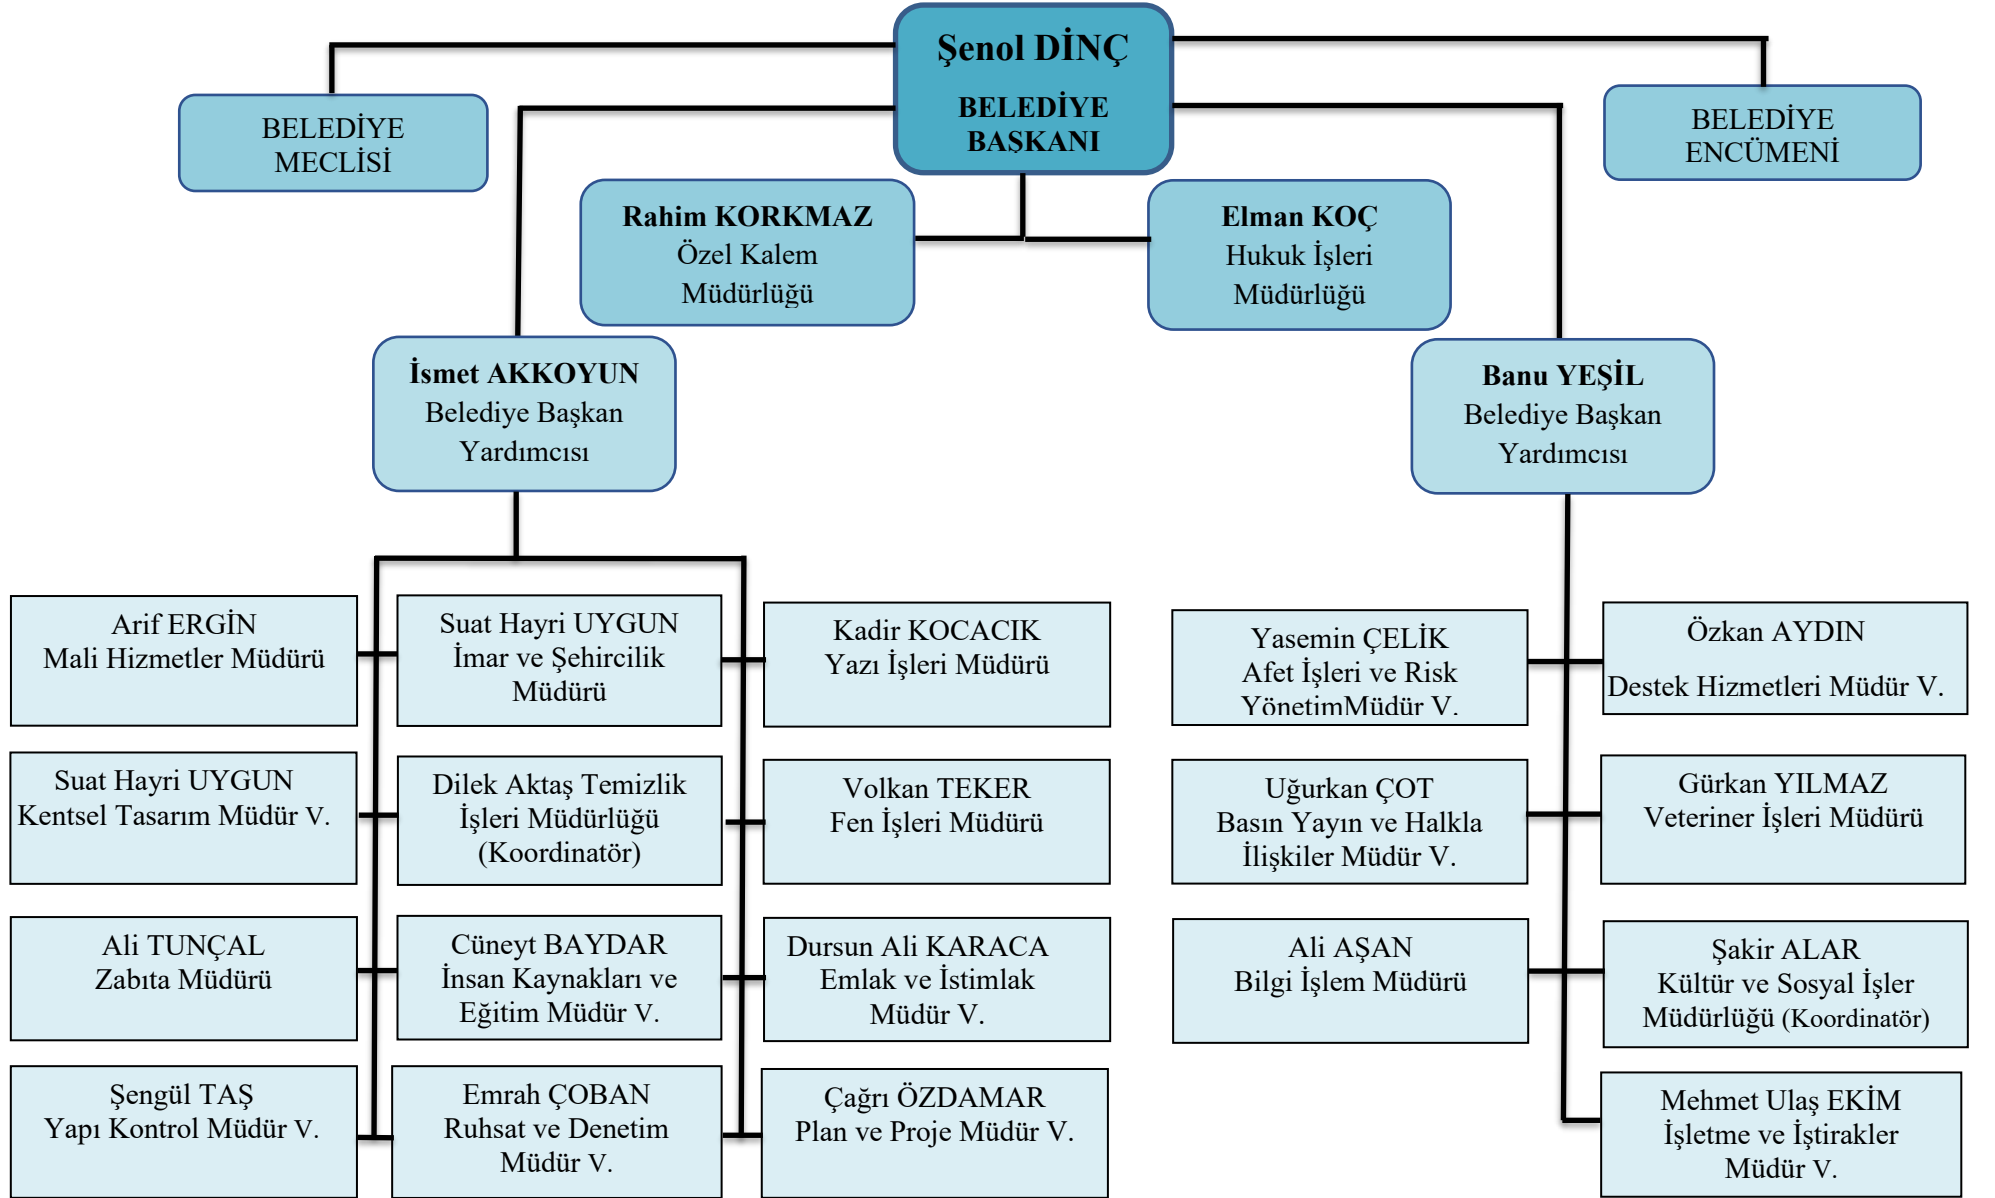 Şenol DİNÇ
BELEDİYE
BAŞKANI
BELEDİYE
MECLİSİ
BELEDİYE
ENCÜMENİ
Rahim KORKMAZ
Özel Kalem
Müdürlüğü
Elman KOÇ
Hukuk İşleri
Müdürlüğü
İsmet AKKOYUN
Belediye Başkan
Yardımcısı
Banu YEŞİL
Belediye Başkan
Yardımcısı
Arif ERGİN
Mali Hizmetler Müdürü
Suat Hayri UYGUN
İmar ve Şehircilik
Müdürü
Kadir KOCACIK
Yazı İşleri Müdürü
Yasemin ÇELİK
Afet İşleri ve Risk
YönetimMüdür V.
Özkan AYDIN
Destek Hizmetleri Müdür V.
Suat Hayri UYGUN
Kentsel Tasarım Müdür V.
Dilek Aktaş Temizlik
İşleri Müdürlüğü
(Koordinatör)
Volkan TEKER
Fen İşleri Müdürü
Uğurkan ÇOT
Basın Yayın ve Halkla
İlişkiler Müdür V.
Gürkan YILMAZ
Veteriner İşleri Müdürü
Ali TUNÇAL
Zabıta Müdürü
Cüneyt BAYDAR
İnsan Kaynakları ve
Eğitim Müdür V.
Dursun Ali KARACA
Emlak ve İstimlak
Müdür V.
Ali AŞAN
Bilgi İşlem Müdürü
Şakir ALAR
Kültür ve Sosyal İşler
Müdürlüğü (Koordinatör)
Şengül TAŞ
Yapı Kontrol Müdür V.
Emrah ÇOBAN
Ruhsat ve Denetim
Müdür V.
Çağrı ÖZDAMAR
Plan ve Proje Müdür V.
Mehmet Ulaş EKİM
İşletme ve İştirakler
Müdür V.